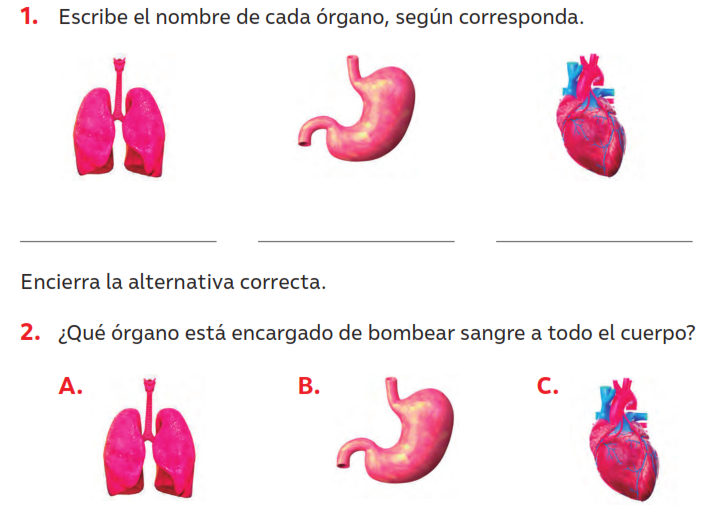 1. Escribe el nombre de cada órgano, según corresponda.
Encierra la alternativa correcta.
2. ¿Qué órgano está encargado de bombear sangre a todo el cuerpo?
A. B. C.